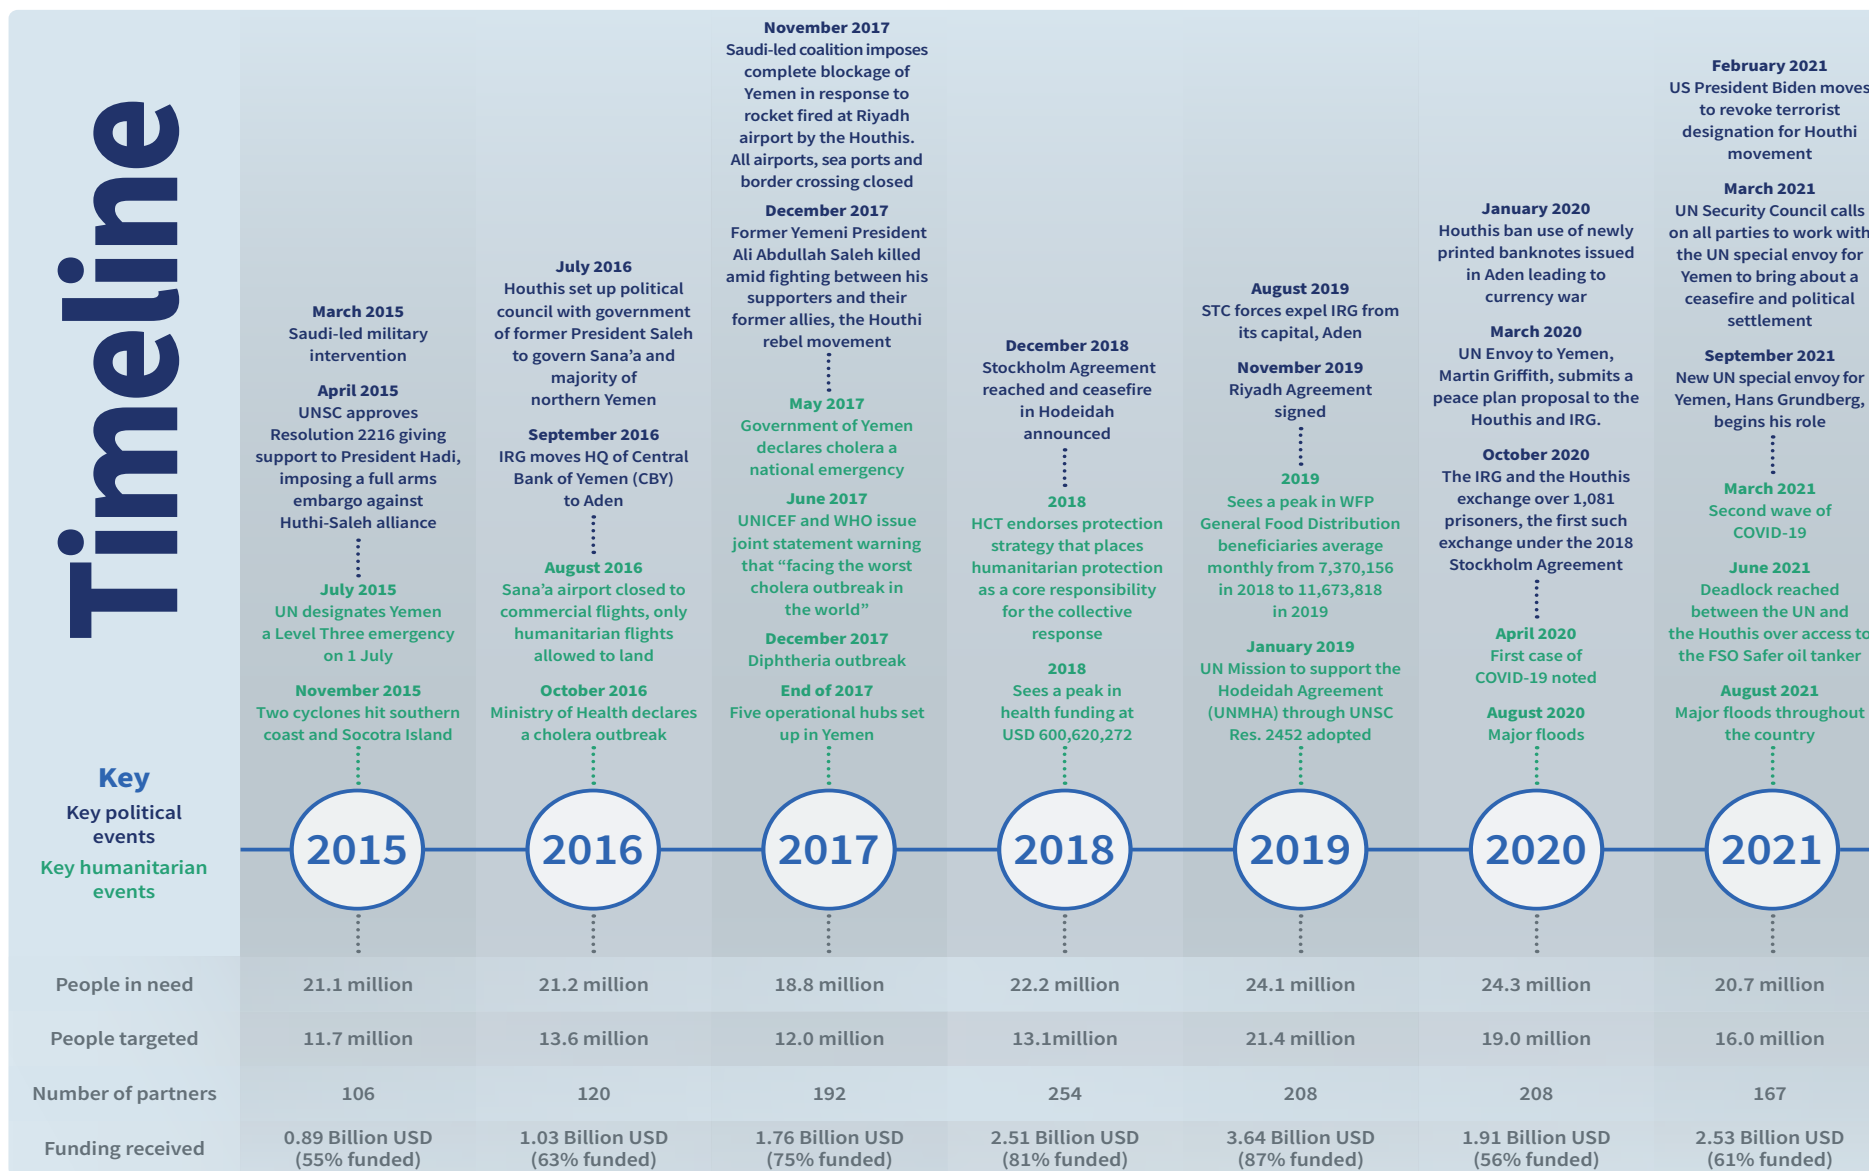 Timeline
March 2015
Saudi-led military
intervention
April 2015
UNSC approves
Resolution 2216 giving
support to President Hadi,
imposing a full arms
embargo against
Huthi-Saleh alliance
July 2015
UN designates Yemen
a Level Three emergency
on 1 July
November 2015
Two cyclones hit southern
coast and Socotra Island
July 2016
Houthis set up political
council with government
of former President Saleh
to govern Sana’a and
majority of
northern Yemen
September 2016
IRG moves HQ of Central
Bank of Yemen (CBY)
to Aden
August 2016
Sana’a airport closed to
commercial flights, only
humanitarian flights
allowed to land
October 2016
Ministry of Health declares
a cholera outbreak
November 2017
Saudi-led coalition imposes
complete blockage of
Yemen in response to
rocket fired at Riyadh
airport by the Houthis.
All airports, sea ports and
border crossing closed
December 2017
Former Yemeni President
Ali Abdullah Saleh killed
amid fighting between his
supporters and their
former allies, the Houthi
rebel movement
May 2017
Government of Yemen
declares cholera a
national emergency
June 2017
UNICEF and WHO issue
joint statement warning
that “facing the worst
cholera outbreak in
the world”
December 2017
Diphtheria outbreak
End of 2017
Five operational hubs set
up in Yemen
December 2018
Stockholm Agreement
reached and ceasefire
in Hodeidah
announced
2018
HCT endorses protection
strategy that places
humanitarian protection
as a core responsibility
for the collective
response
2018
Sees a peak in
health funding at
USD 600,620,272
August 2019
STC forces expel IRG from
its capital, Aden
November 2019
Riyadh Agreement
signed
2019
Sees a peak in WFP
General Food Distribution
beneficiaries average
monthly from 7,370,156
in 2018 to 11,673,818
in 2019
January 2019
UN Mission to support the
Hodeidah Agreement
(UNMHA) through UNSC
Res. 2452 adopted
January 2020
Houthis ban use of newly
printed banknotes issued
in Aden leading to
currency war
March 2020
UN Envoy to Yemen,
Martin Griffith, submits a
peace plan proposal to the
Houthis and IRG.
October 2020
The IRG and the Houthis
exchange over 1,081
prisoners, the first such
exchange under the 2018
Stockholm Agreement
April 2020
First case of
COVID-19 noted
August 2020
Major floods
February 2021
US President Biden moves
to revoke terrorist
designation for Houthi
movement
March 2021
UN Security Council calls
on all parties to work with
the UN special envoy for
Yemen to bring about a
ceasefire and political
settlement
September 2021
New UN special envoy for
Yemen, Hans Grundberg,
begins his role
March 2021
Second wave of
COVID-19
June 2021
Deadlock reached
between the UN and
the Houthis over access to
the FSO Safer oil tanker
August 2021
Major floods throughout
the country
Key
Key political
events
Key humanitarian
events
2015 2016 2017 2018 2019 2020 2021
People in need 21.1 million 21.2 million 18.8 million 22.2 million 24.1 million 24.3 million 20.7 million
People targeted 11.7 million 13.6 million 12.0 million 13.1million 21.4 million 19.0 million 16.0 million
Number of partners 106 120 192 254 208 208 167
Funding received 0.89 Billion USD 1.03 Billion USD 1.76 Billion USD 2.51 Billion USD 3.64 Billion USD 1.91 Billion USD 2.53 Billion USD
(55% funded) (63% funded) (75% funded) (81% funded) (87% funded) (56% funded) (61% funded)